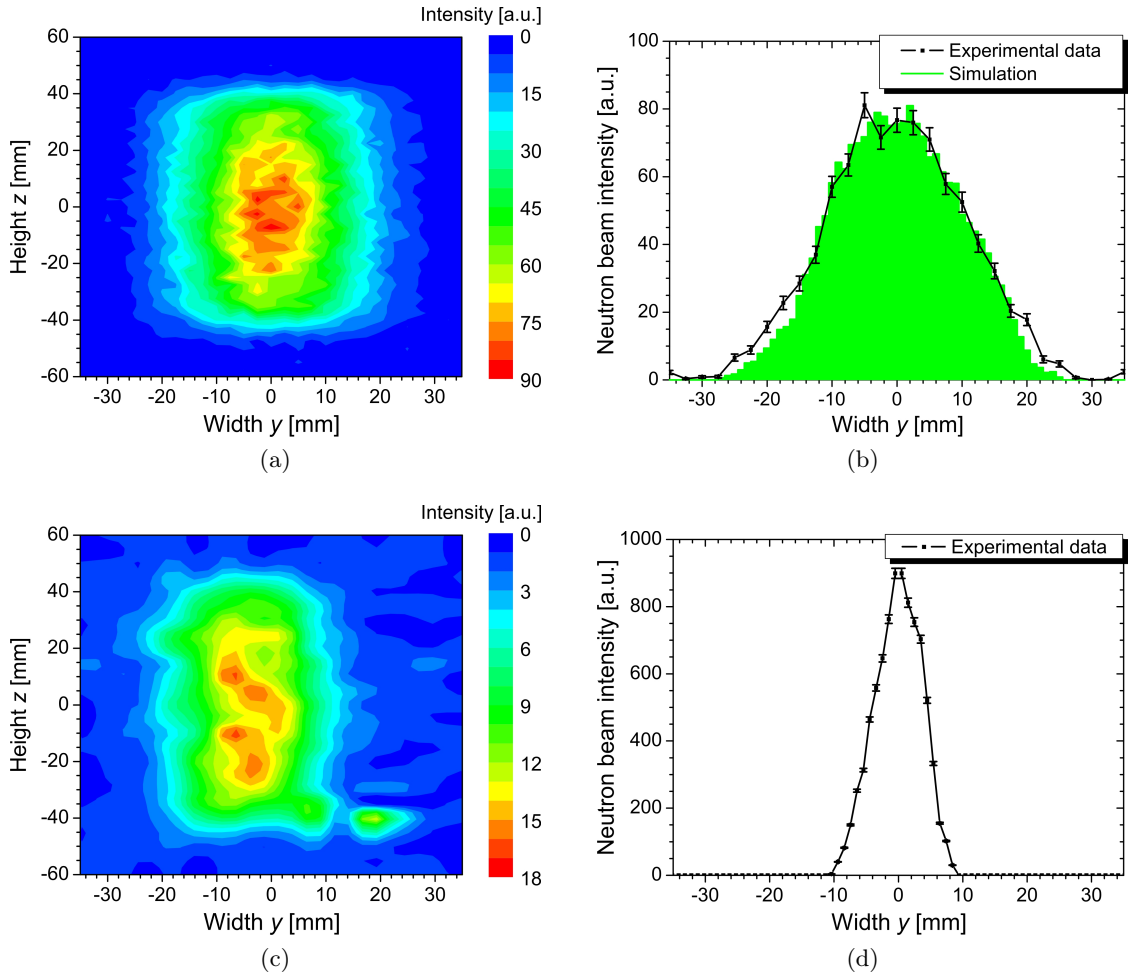 Intensity [a.u.]
60
40
20
0
-20
-40
-60
Height z [mm]
-30 -20 -10 0 10 20 30
Width y [mm]
0
15
30
45
60
75
90
(a)
100
80
60
40
20
0
Neutron beam intensity [a.u.]
Experimental data
Simulation
-30 -20 -10 0 10 20 30
Width y [mm]
(b)
Intensity [a.u.]
60
40
20
0
-20
-40
-60
Height z [mm]
-30 -20 -10 0 10 20 30
Width y [mm]
0
3
6
9
12
15
18
(c)
1000
800
600
400
200
0
Neutron beam intensity [a.u.]
Experimental data
-30 -20 -10 0 10 20 30
Width y [mm]
(d)